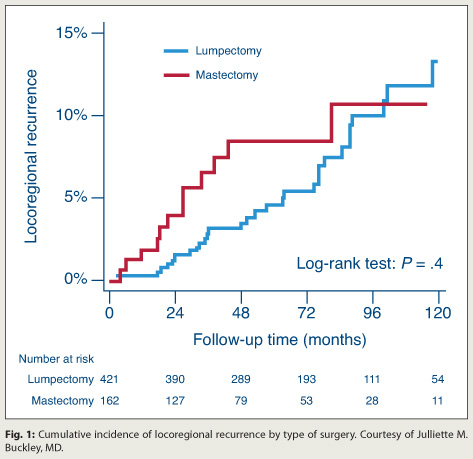 15%
10%
5%
0%
Locoregional recurrence
Lumpectomy
Mastectomy
Log-rank test: P = .4
0 24 48 72 96 120
Follow-up time (months)
Number at risk
Lumpectomy 421 390 289 193 111 54
Mastectomy 162 127 79 53 28 11
Fig. 1: Cumulative incidence of locoregional recurrence by type of surgery. Courtesy of Julliette M.
Buckley, MD.